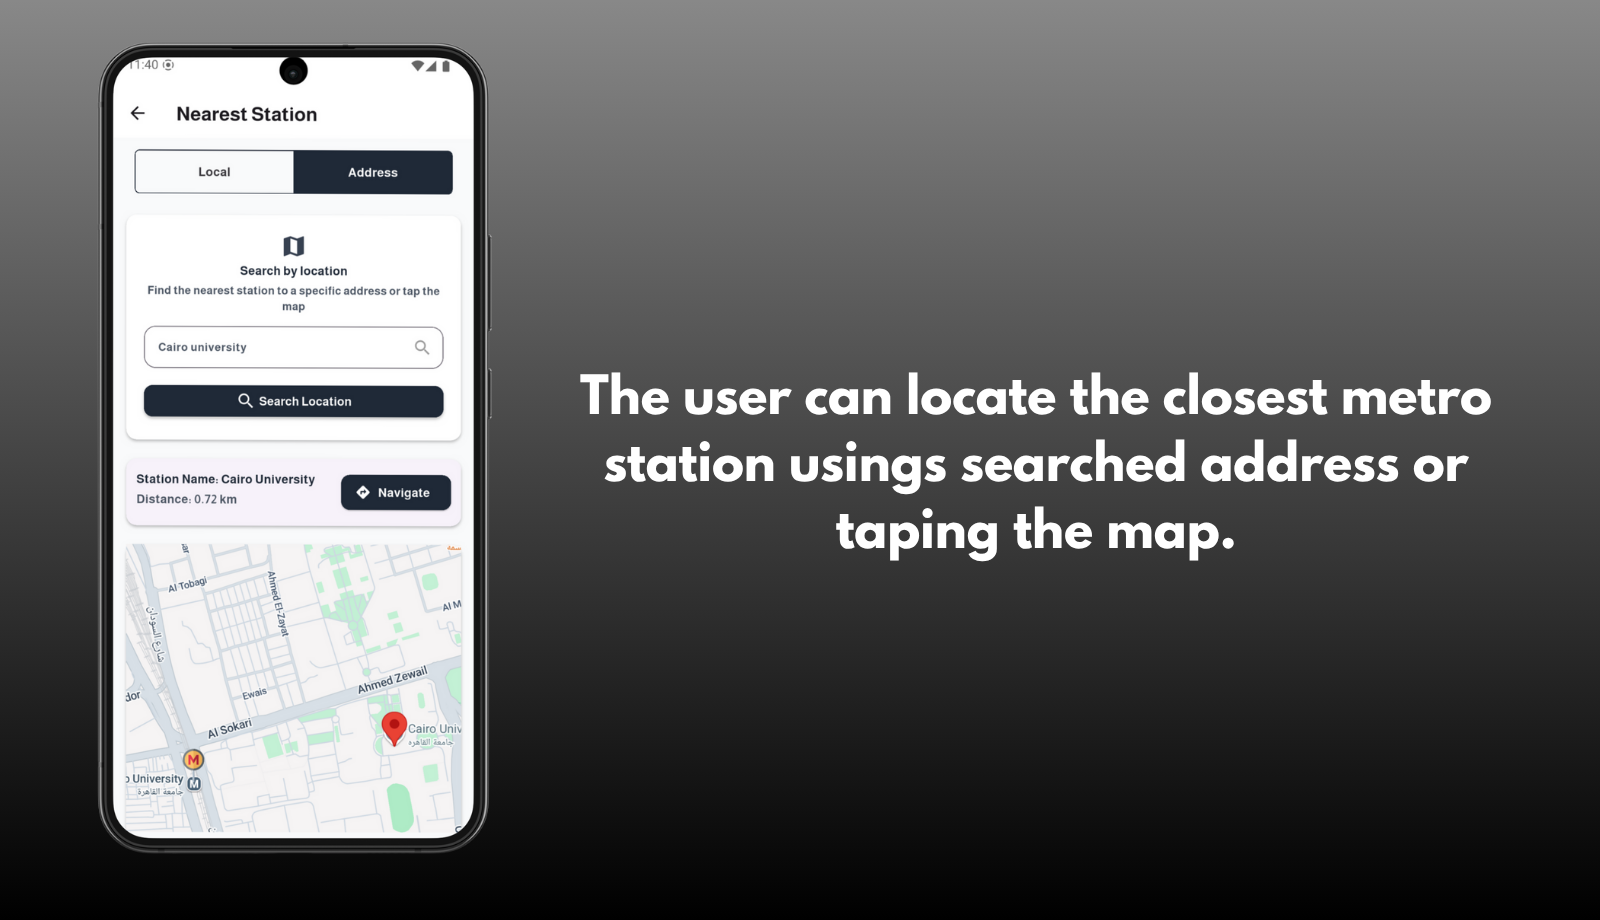 11:40
Nearest Station
Local
Address
Search by location
Find the nearest station to a specific address or tap the
map
Cairo university
Search Location
Station Name: Cairo University
Distance: 0.72 km
Navigate
Al Tobagi
Ahmed El-Zayat
Al M
شارع السودان
Ahmed Zewail
Ewais
dor
Al Sokari
Cairo Univ
جامعة القاهرة
M
University
M
جامعة القاهرة
The user can locate the closest metro
station usings searched address or
taping the map.